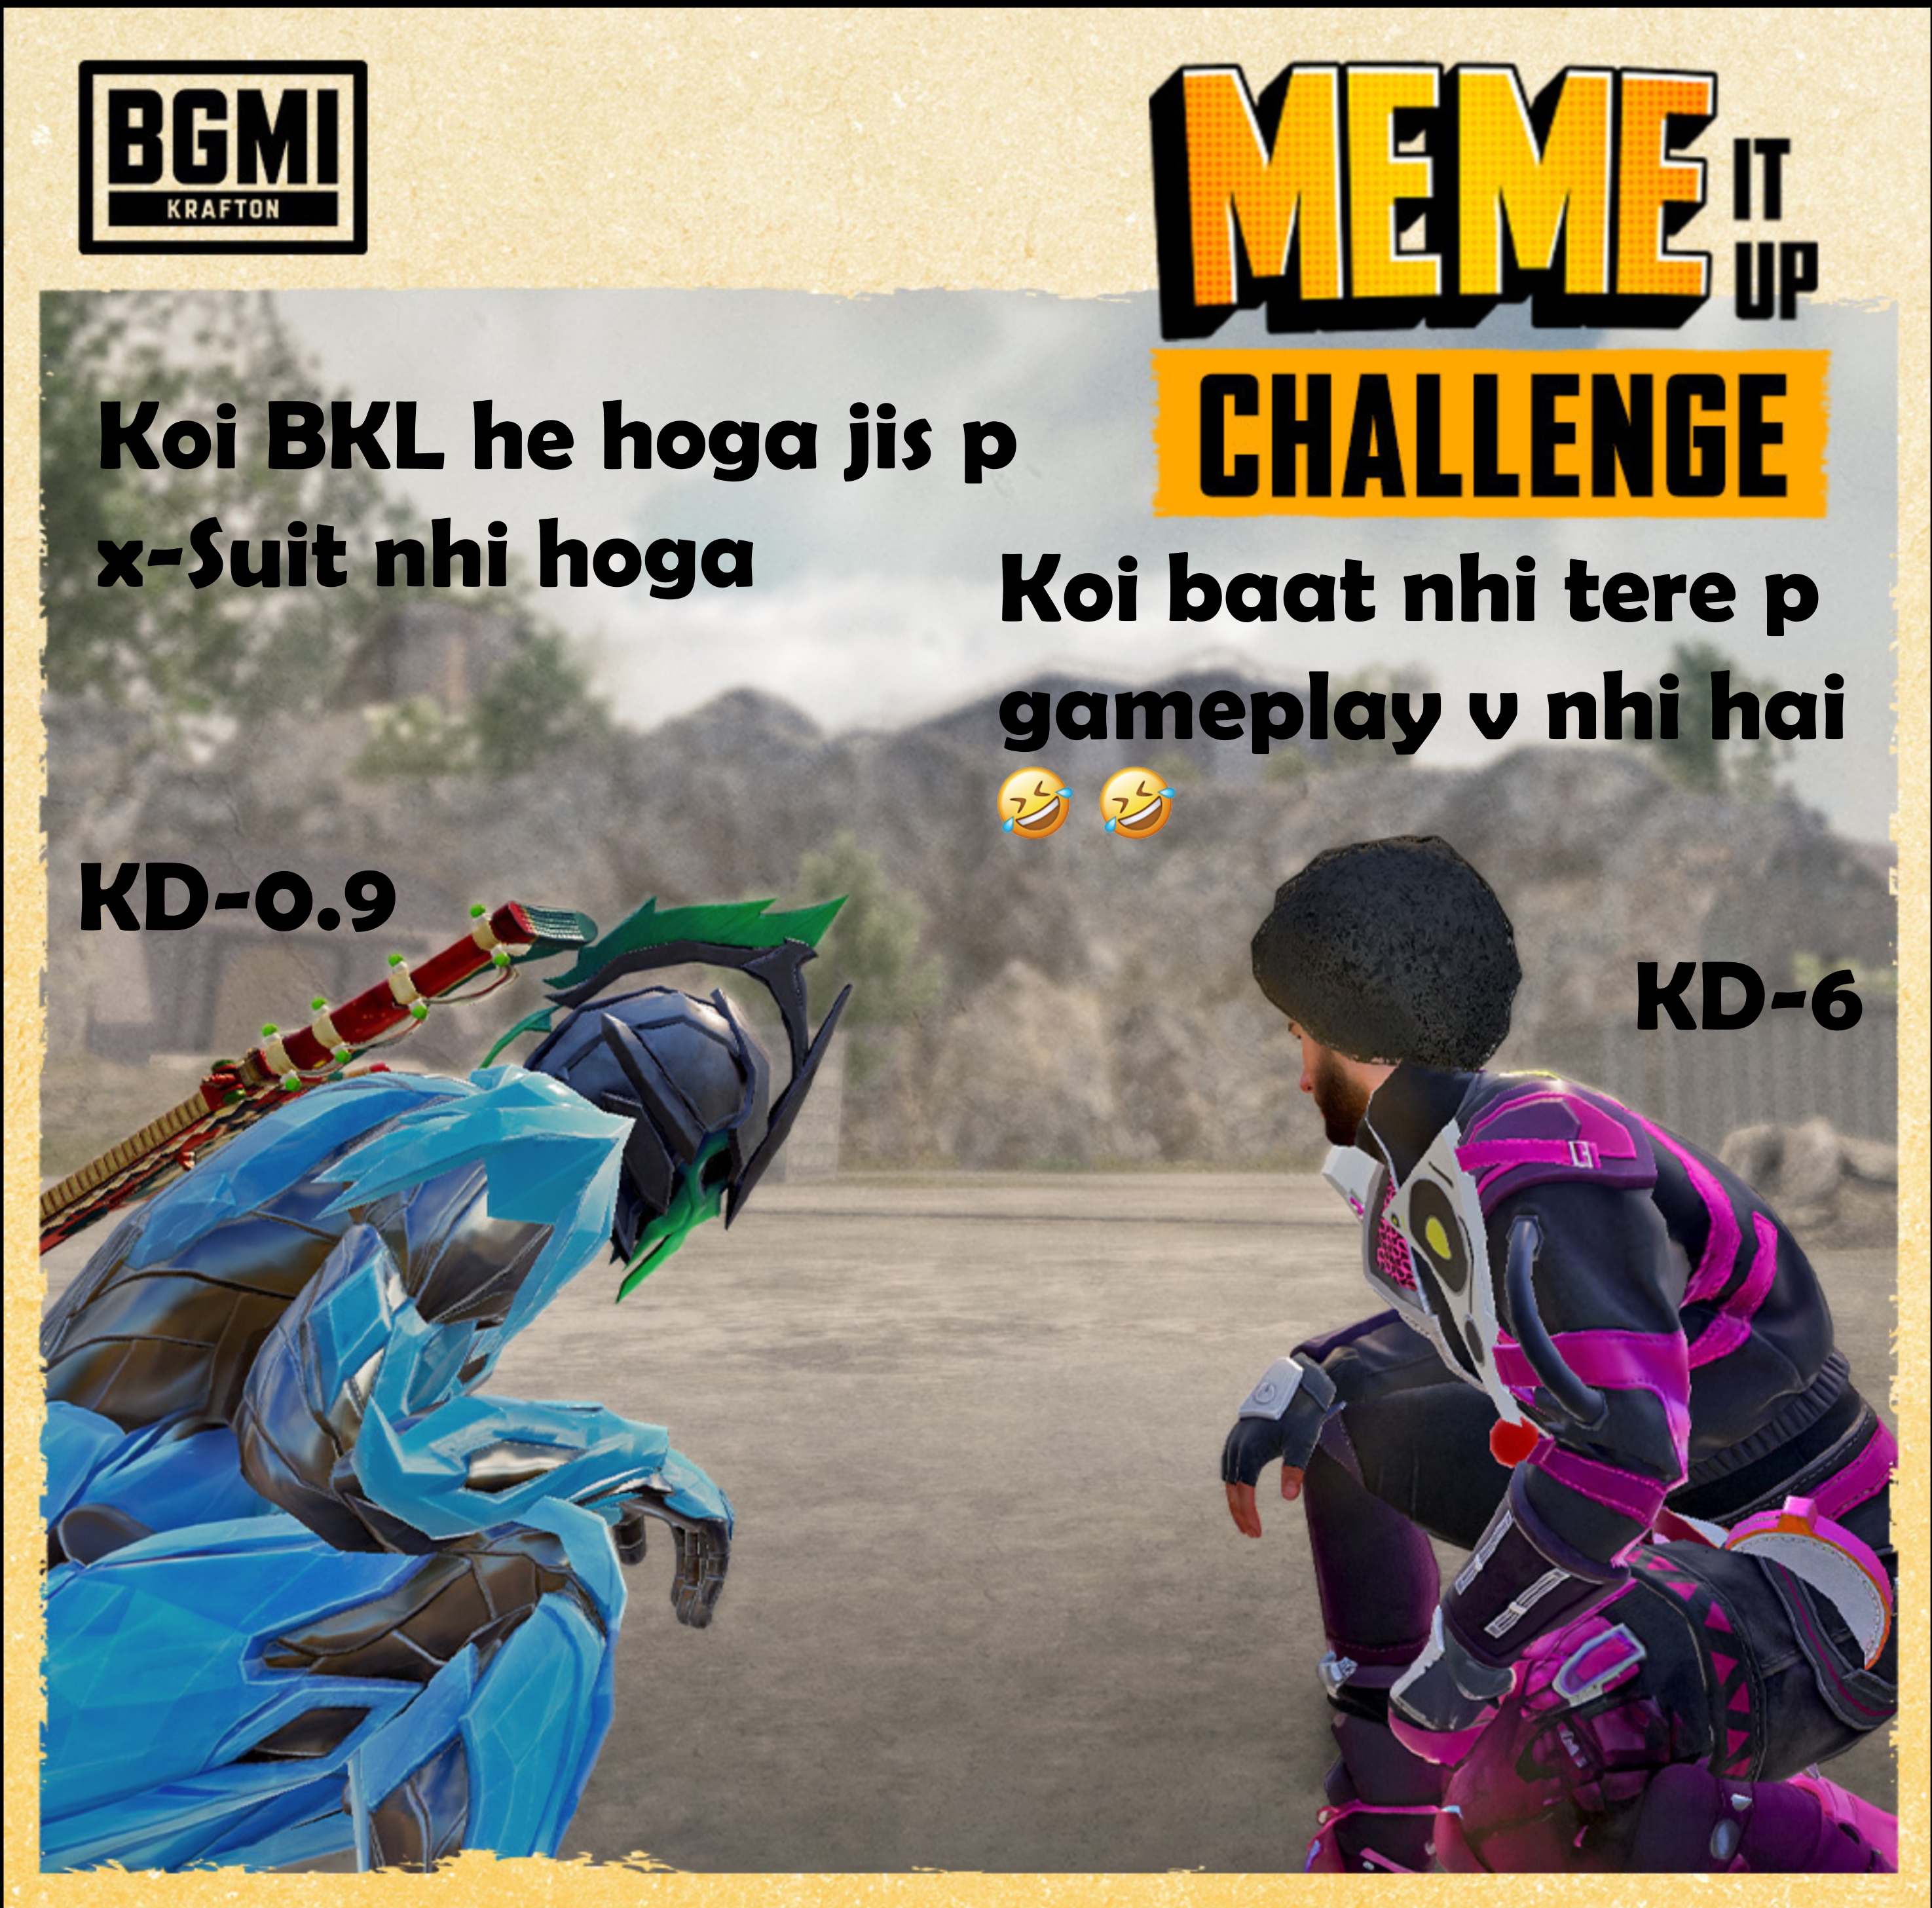 BGMI
KRAFTON
MEME IT UP
CHALLENGE
Koi BKL he hoga jis p
x-Suit nhi hoga
Koi baat nhi tere p
gameplay v nhi hai
🤣 🤣
KD-0.9
KD-6